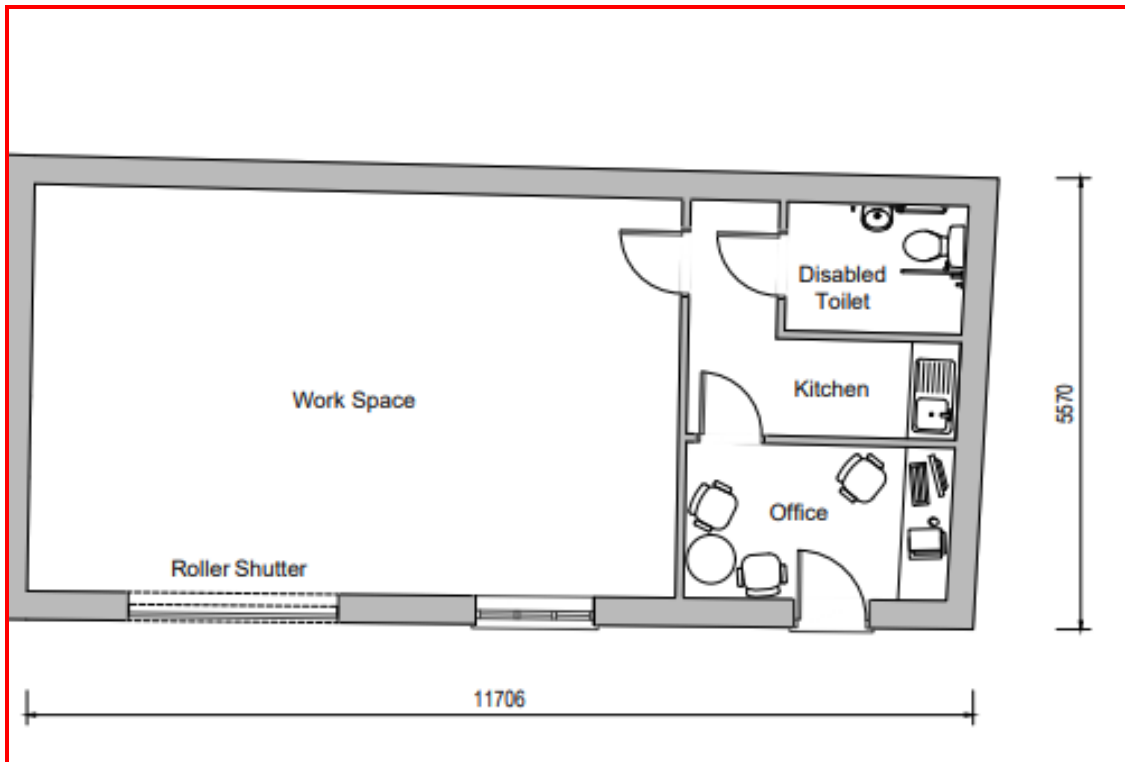 Disabled
Toilet
Work Space
Kitchen
5570
Office
Roller Shutter
11706